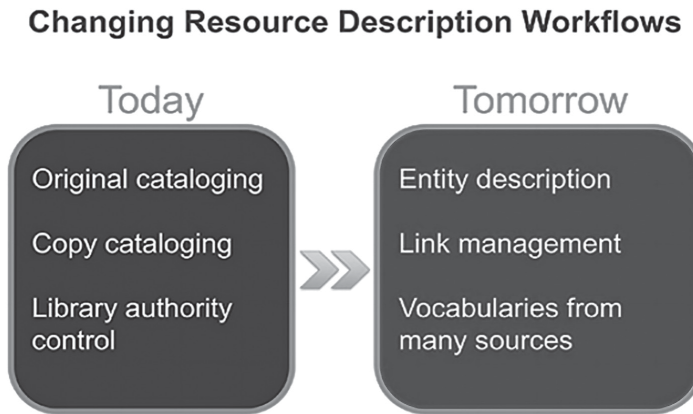 Changing Resource Description Workflows
Today
Original cataloging
Copy cataloging
Library authority
control
Tomorrow
Entity description
Link management
Vocabularies from
many sources